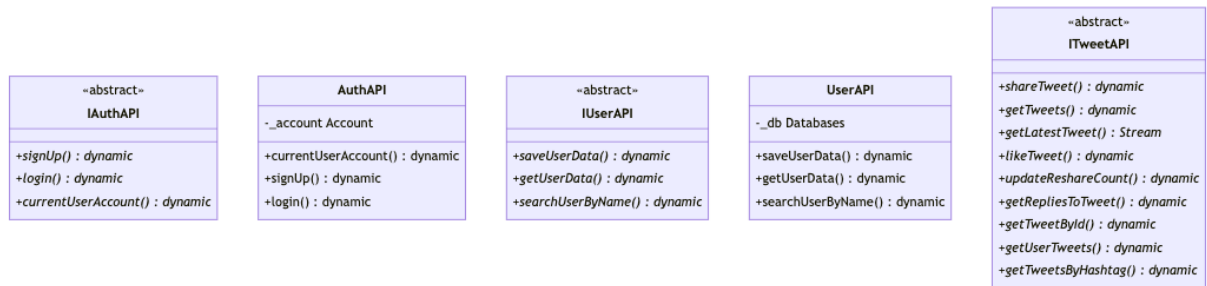 «abstract»
IAuthAPI
+signUp() : dynamic
+login() : dynamic
+currentUserAccount() : dynamic
AuthAPI
-_account Account
+currentUserAccount() : dynamic
+signUp() : dynamic
+login() : dynamic
«abstract»
IUserAPI
+saveUserData() : dynamic
+getUserData() : dynamic
+searchUserByName() : dynamic
UserAPI
-_db Databases
+saveUserData() : dynamic
+getUserData() : dynamic
+searchUserByName() : dynamic
«abstract»
ITweetAPI
+shareTweet() : dynamic
+getTweets() : dynamic
+getLatestTweet() : Stream
+likeTweet() : dynamic
+updateReshareCount() : dynamic
+getRepliesToTweet() : dynamic
+getTweetById() : dynamic
+getUserTweets() : dynamic
+getTweetsByHashtag() : dynamic